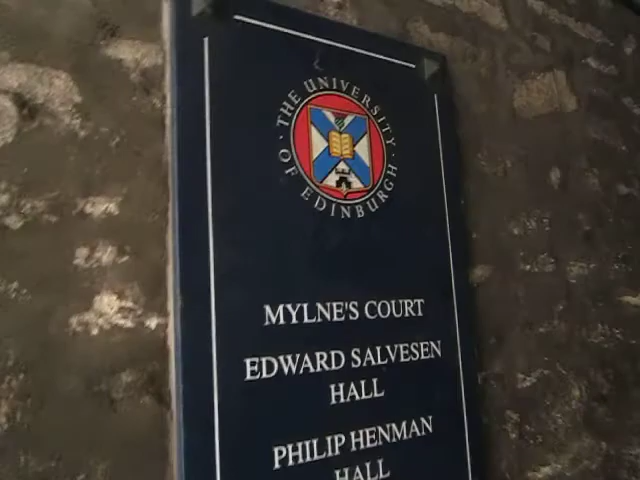 THE UNIVERSITY OF EDINBURGH
MYLNE'S COURT
EDWARD SALVESEN
HALL
PHILIP HENMAN
HALL